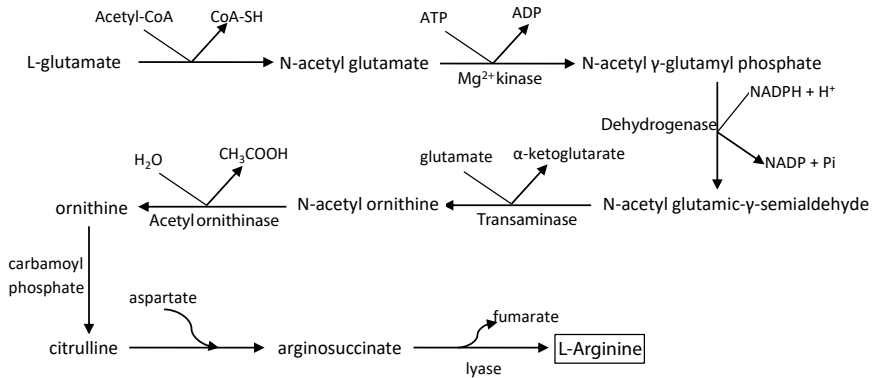 Acetyl-CoA CoA-SH ATP ADP
L-glutamate N-acetyl glutamate N-acetyl γ-glutamyl phosphate
Mg²⁺ kinase
NADPH + H⁺
Dehydrogenase
NADP + Pi
H₂O CH₃COOH glutamate α-ketoglutarate
ornithine N-acetyl ornithine N-acetyl glutamic-γ-semialdehyde
Acetyl ornithinase Transaminase
carbamoyl
phosphate
aspartate fumarate
citrulline arginosuccinate L-Arginine
lyase